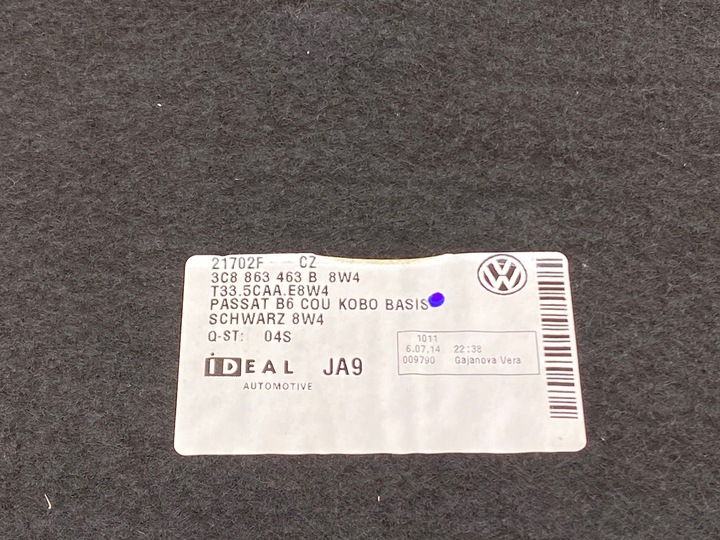 21702F -- CZ
3C8 863 463 B 8W4
T33.5CAA.E8W4
PASSAT B6 COU KOBO BASIS
SCHWARZ 8W4
Q-ST: 04S
iDEAL JA9
AUTOMOTIVE
1011
6.07.14 22:38
009790 Gajanova Vera